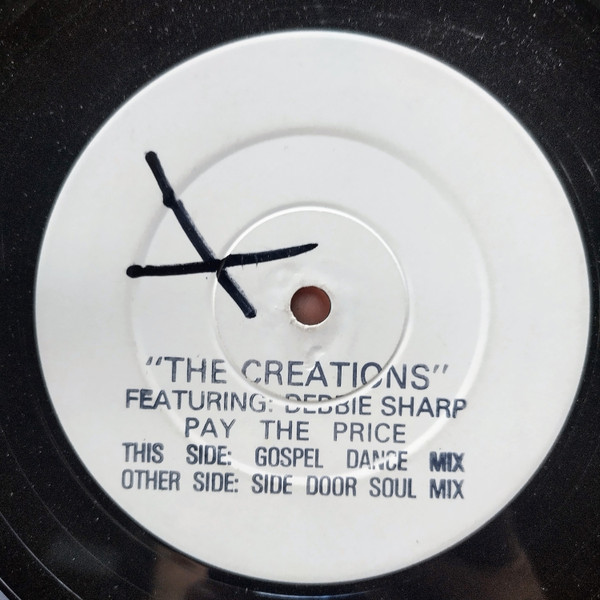 "THE CREATIONS"
FEATURING: DEBBIE SHARP
PAY THE PRICE
THIS SIDE: GOSPEL DANCE MIX
OTHER SIDE: SIDE DOOR SOUL MIX